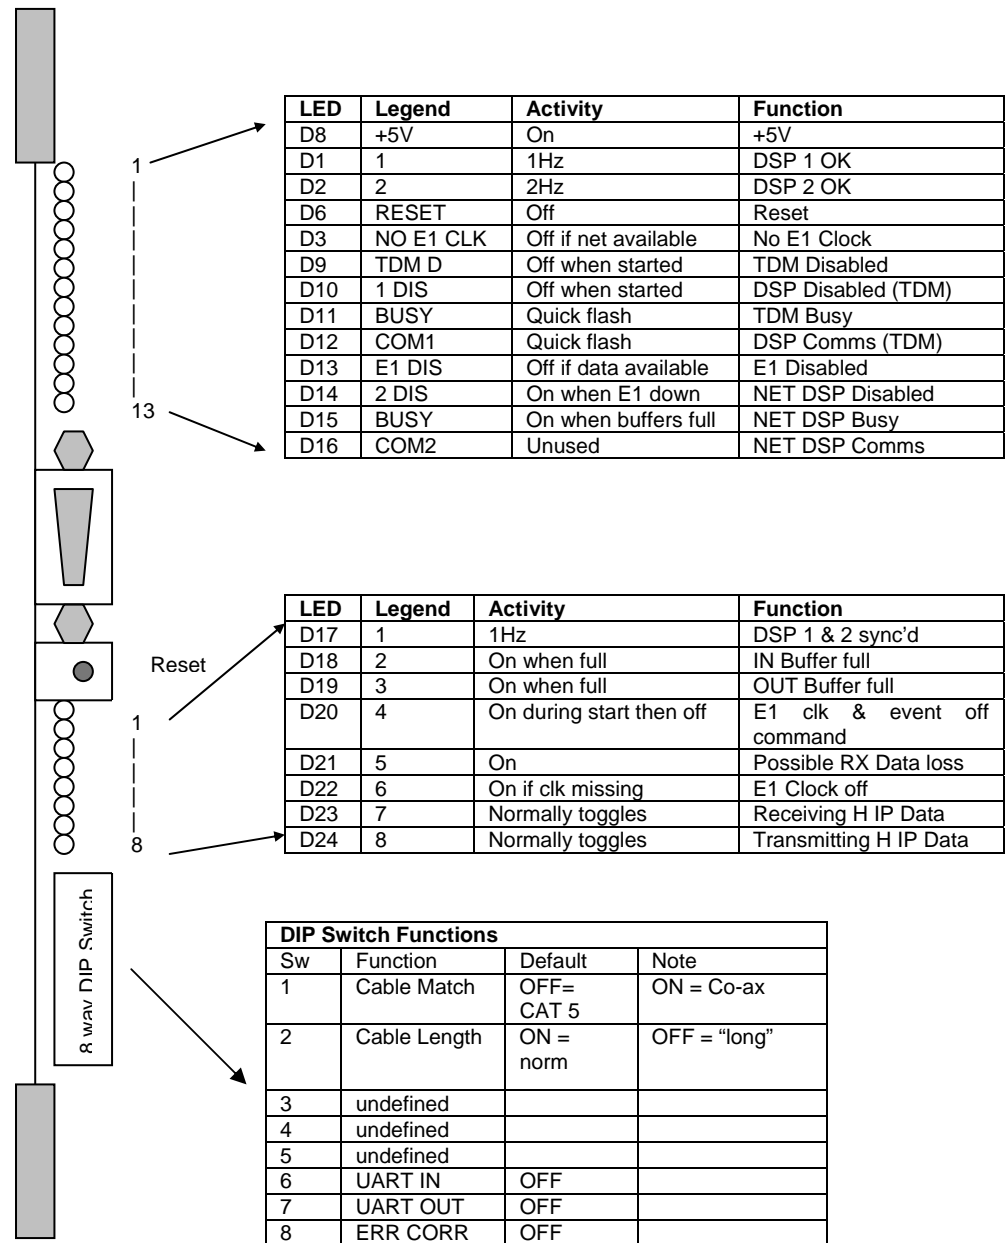 LED Legend Activity Function
D8 +5V On +5V
D1 1 1Hz DSP 1 OK
D2 2 2Hz DSP 2 OK
D6 RESET Off Reset
D3 NO E1 CLK Off if net available No E1 Clock
D9 TDM D Off when started TDM Disabled
D10 1 DIS Off when started DSP Disabled (TDM)
D11 BUSY Quick flash TDM Busy
D12 COM1 Quick flash DSP Comms (TDM)
D13 E1 DIS Off if data available E1 Disabled
D14 2 DIS On when E1 down NET DSP Disabled
D15 BUSY On when buffers full NET DSP Busy
D16 COM2 Unused NET DSP Comms
1
13
Reset
LED Legend Activity Function
D17 1 1Hz DSP 1 & 2 sync’d
D18 2 On when full IN Buffer full
D19 3 On when full OUT Buffer full
D20 4 On during start then off E1 clk & event off
command
D21 5 On Possible RX Data loss
D22 6 On if clk missing E1 Clock off
D23 7 Normally toggles Receiving H IP Data
D24 8 Normally toggles Transmitting H IP Data
1
8
8 way DIP Switch
DIP Switch Functions
Sw Function Default Note
1 Cable Match OFF= ON = Co-ax
CAT 5
2 Cable Length ON = OFF = “long”
norm
3 undefined
4 undefined
5 undefined
6 UART IN OFF
7 UART OUT OFF
8 ERR CORR OFF